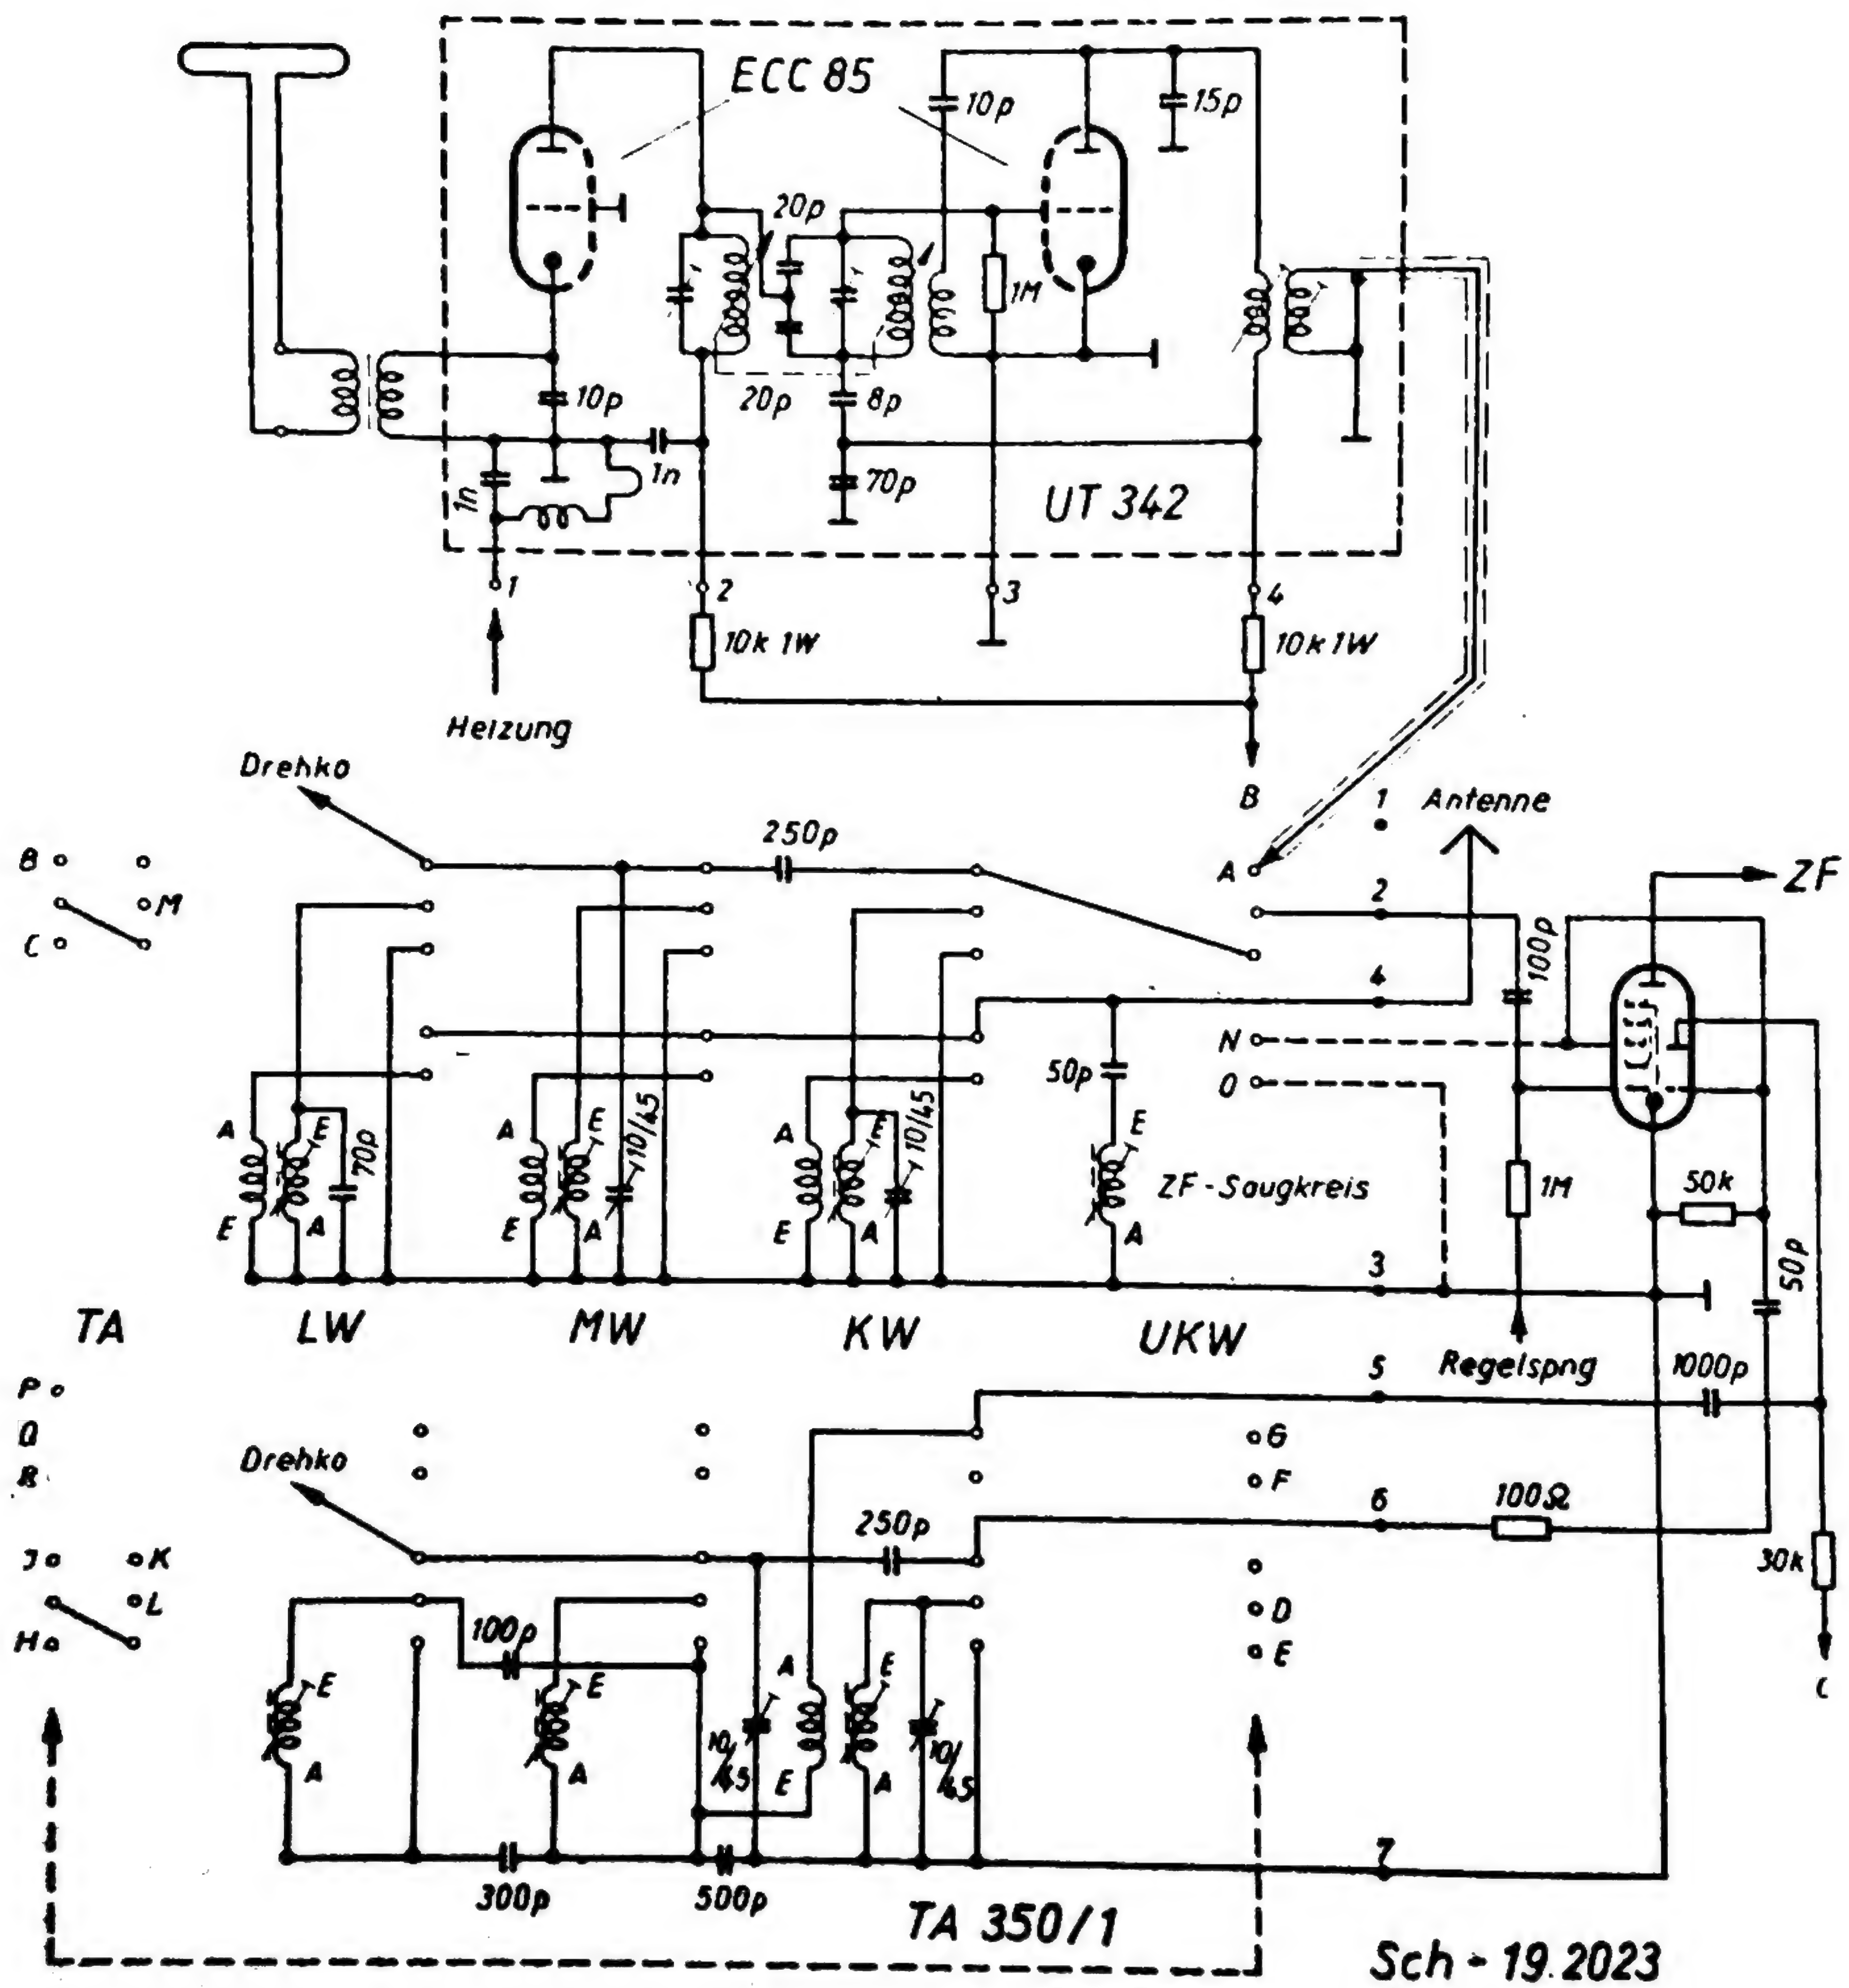 ECC 85
10p
15p
20p
1M
20p
8p
10p
1n
1n
70p
UT 342
1
2
3
4
10k 1W
10k 1W
Heizung
Drehko
B
1
Antenne
250p
B
A
ZF
M
2
C
100p
4
N
50p
O
A
E
70p
A
E
10/45
A
E
10/45
E
ZF-Saugkreis
1M
50k
E
A
E
A
E
A
A
3
50p
TA
LW
MW
KW
UKW
Regelspng
1000p
P
5
Q
G
Drehko
R
F
6
100Ω
250p
J
K
30k
L
D
100p
H
E
E
E
A
E
C
10/45
10/45
A
A
E
A
7
300p
500p
TA 350/1
Sch - 19.2023